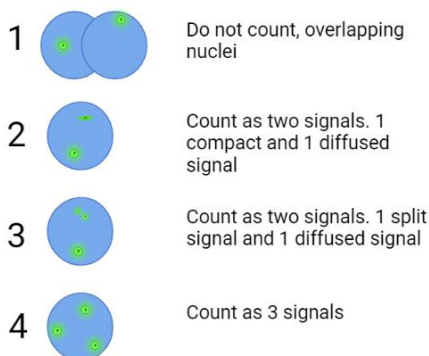 1
Do not count, overlapping
nuclei
2
Count as two signals. 1
compact and 1 diffused
signal
3
Count as two signals. 1 split
signal and 1 diffused signal
4
Count as 3 signals